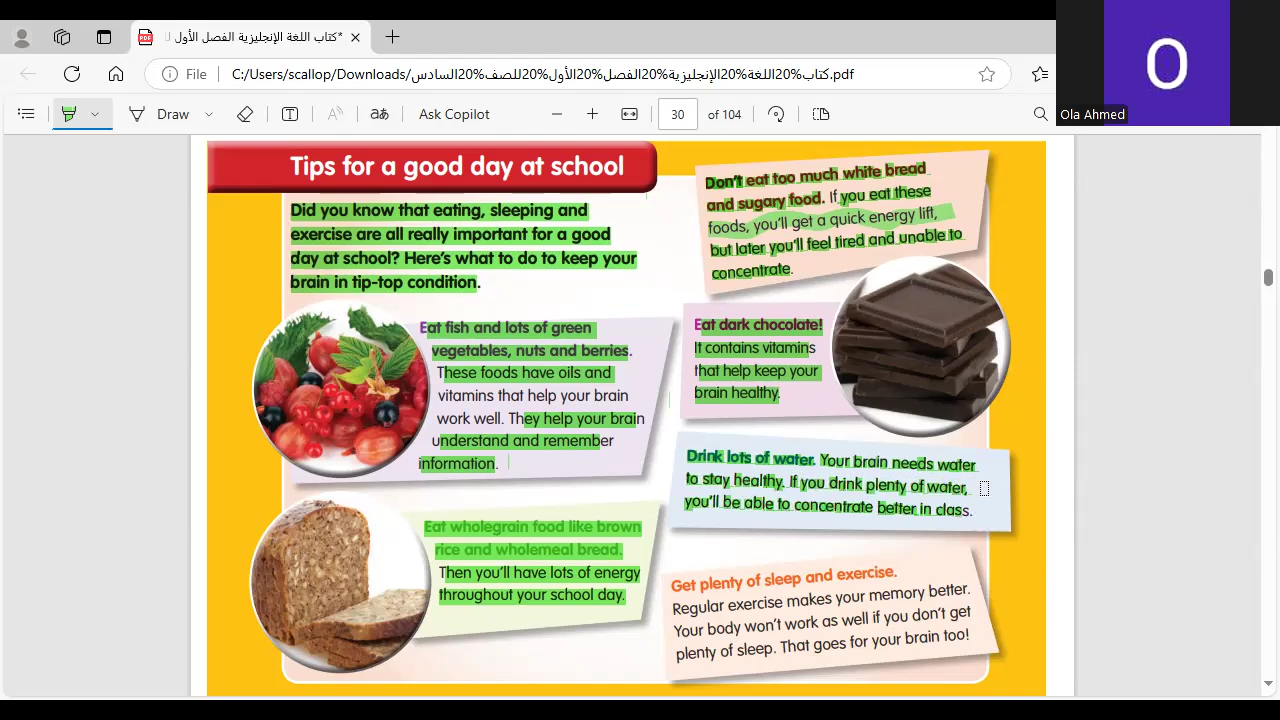 *كتاب اللغة الإنجليزية الفصل الأول لل
File
C:/Users/scallop/Downloads/كتاب%20اللغة%20الإنجليزية%20الفصل%20الأول%20للصف%20السادس.pdf
Draw
aあ
Ask Copilot
30
of 104
O
Ola Ahmed
Tips for a good day at school
Did you know that eating, sleeping and
exercise are all really important for a good
day at school? Here's what to do to keep your
brain in tip-top condition.
Eat fish and lots of green
vegetables, nuts and berries.
These foods have oils and
vitamins that help your brain
work well. They help your brain
understand and remember
information.
Eat wholegrain food like brown
rice and wholemeal bread.
Then you'll have lots of energy
throughout your school day.
Don't eat too much white bread
and sugary food. If you eat these
foods, you'll get a quick energy lift,
but later you'll feel tired and unable to
concentrate.
Eat dark chocolate!
It contains vitamins
that help keep your
brain healthy.
Drink lots of water. Your brain needs water
to stay healthy. If you drink plenty of water,
you'll be able to concentrate better in class.
Get plenty of sleep and exercise.
Regular exercise makes your memory better.
Your body won't work as well if you don't get
plenty of sleep. That goes for your brain too!